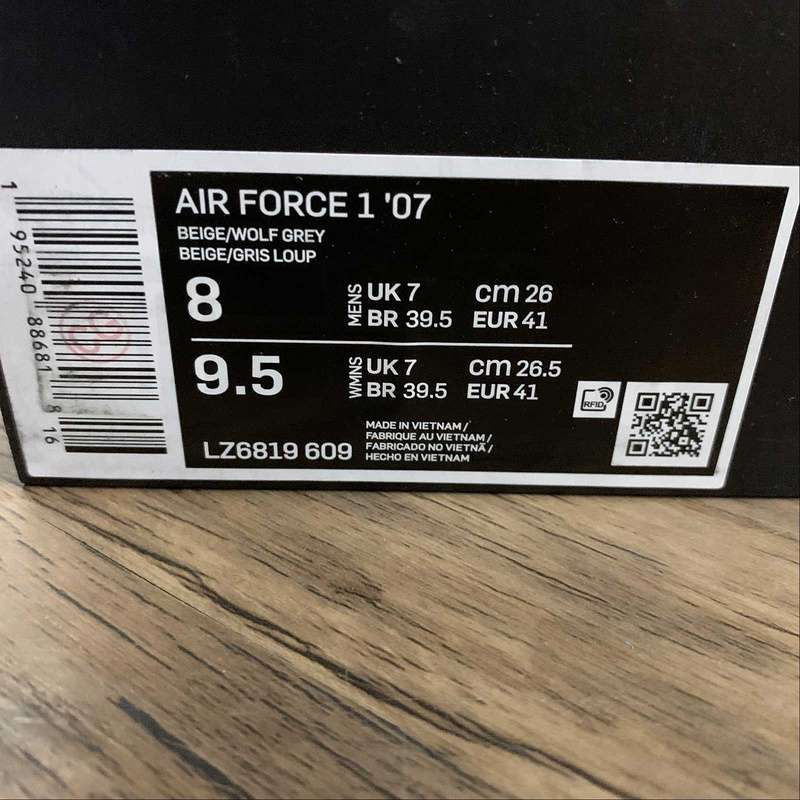 AIR FORCE 1 '07
BEIGE/WOLF GREY
BEIGE/GRIS LOUP
8 MENS UK 7 cm 26
BR 39.5 EUR 41
9.5 WMNS UK 7 cm 26.5
BR 39.5 EUR 41
RFID
LZ6819 609
MADE IN VIETNAM/
FABRIQUE AU VIETNAM/
FABRICADO NO VIETNÃ/
HECHO EN VIETNAM
1 95240 88681 8 16
CG